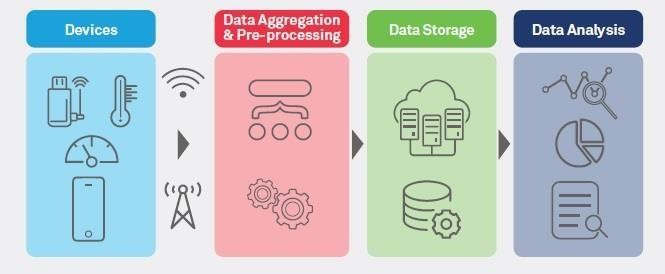 Devices
Data Aggregation
& Pre-processing
Data Storage
Data Analysis